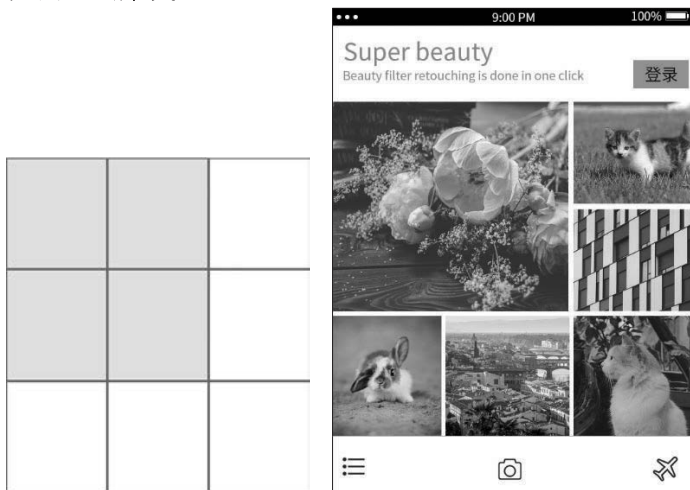 9:00 PM
100%
Super beauty
Beauty filter retouching is done in one click
登录